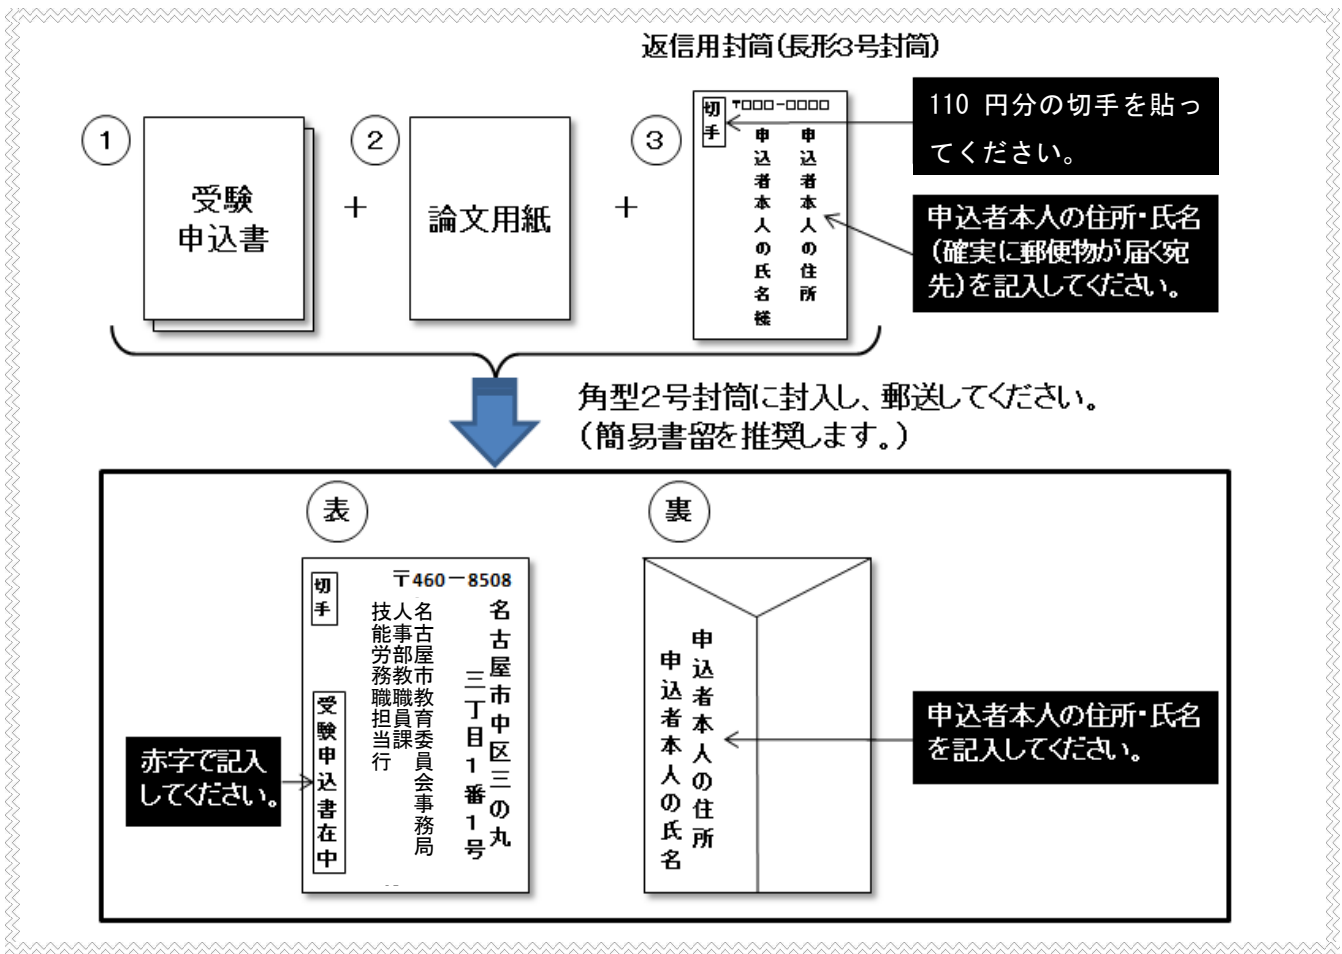 返信用封筒(長形3号封筒)
①
受験
申込書
＋
②
論文用紙
＋
③
切手
〒□□□-□□□□
申込者本人の住所
申込者本人の氏名様
110 円分の切手を貼っ
てください。
申込者本人の住所・氏名
(確実に郵便物が届く宛
先)を記入してください。
角型2号封筒に封入し、郵送してください。
(簡易書留を推奨します。)
表
切手
〒460－8508
名古屋市中区三の丸
三丁目1番1号
名古屋市教育委員会事務局
人事部教職員課
技能労務職担当行
受験申込書在中
赤字で記入
してください。
裏
申込者本人の住所
申込者本人の氏名
申込者本人の住所・氏名
を記入してください。